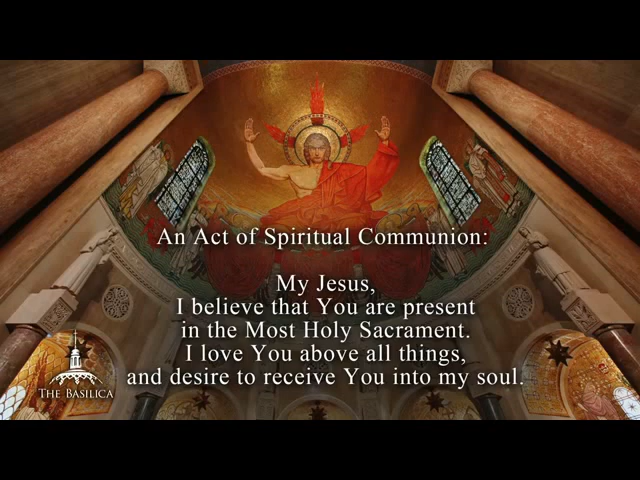 An Act of Spiritual Communion:
My Jesus,
I believe that You are present
in the Most Holy Sacrament.
I love You above all things,
and desire to receive You into my soul.
THE BASILICA